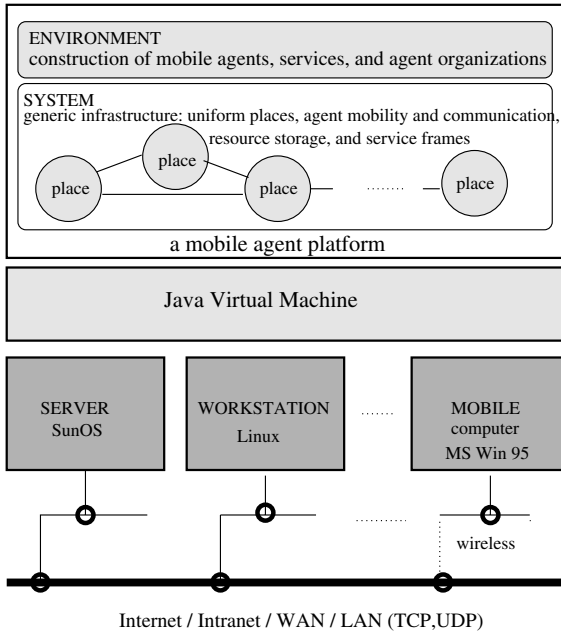 ENVIRONMENT
construction of mobile agents, services, and agent organizations
SYSTEM
generic infrastructure: uniform places, agent mobility and communication,
resource storage, and service frames
place
place
place
place
a mobile agent platform
Java Virtual Machine
SERVER
SunOS
WORKSTATION
Linux
MOBILE
computer
MS Win 95
wireless
Internet / Intranet / WAN / LAN (TCP,UDP)